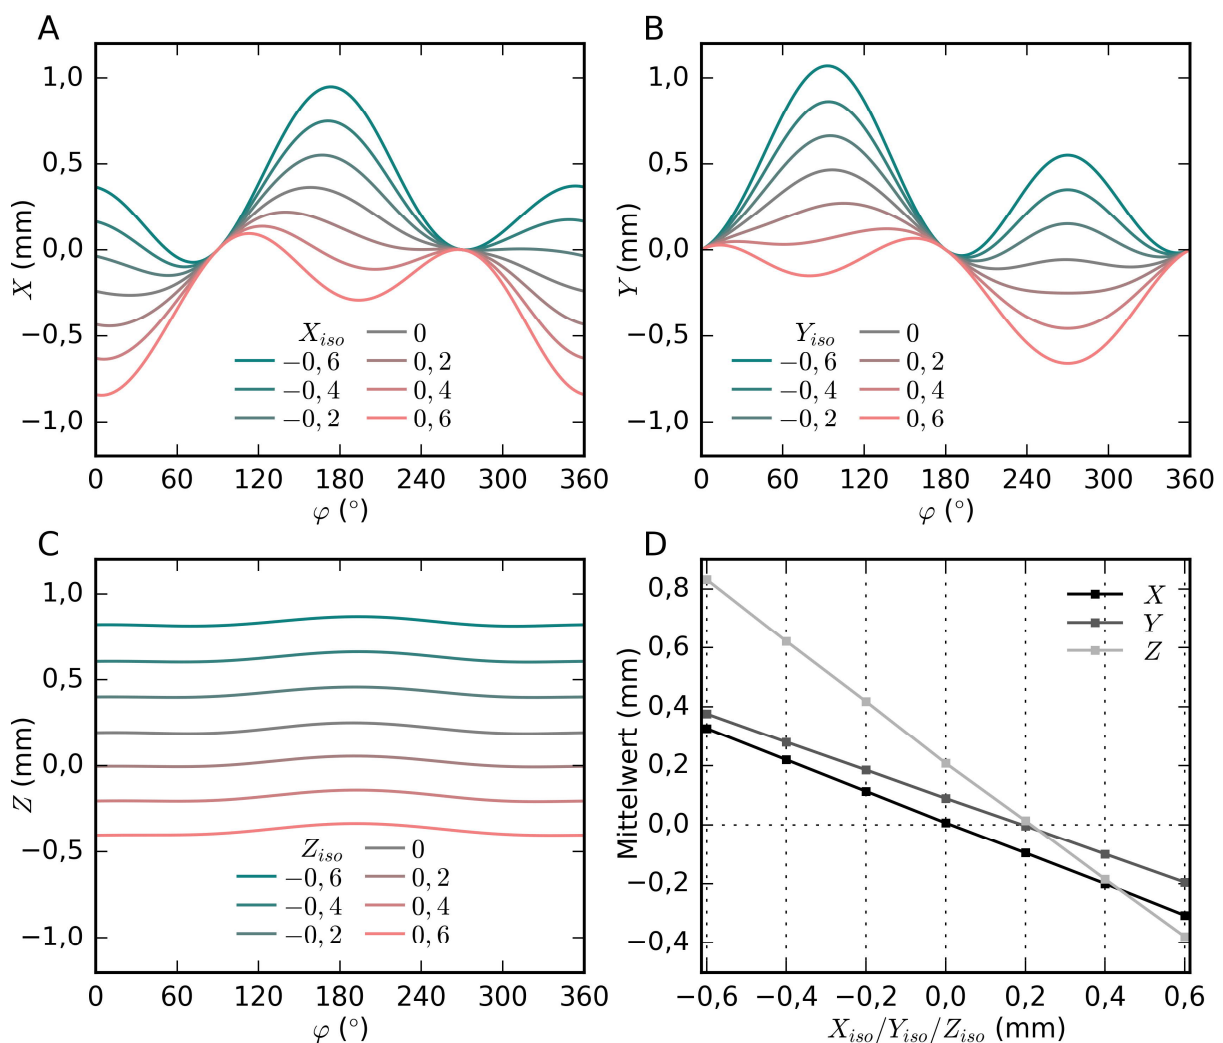 A
1,0
0,5
0,0
−0,5
−1,0
X (mm)
X_iso
0
−0,6
0,2
−0,4
0,4
−0,2
0,6
0 60 120 180 240 300 360
φ (°)
B
1,0
0,5
0,0
−0,5
−1,0
Y (mm)
Y_iso
0
−0,6
0,2
−0,4
0,4
−0,2
0,6
0 60 120 180 240 300 360
φ (°)
C
1,0
0,5
0,0
−0,5
−1,0
Z (mm)
Z_iso
0
−0,6
0,2
−0,4
0,4
−0,2
0,6
0 60 120 180 240 300 360
φ (°)
D
0,8
0,6
0,4
0,2
0,0
−0,2
−0,4
Mittelwert (mm)
X
Y
Z
−0,6 −0,4 −0,2 0,0 0,2 0,4 0,6
X_iso/Y_iso/Z_iso (mm)